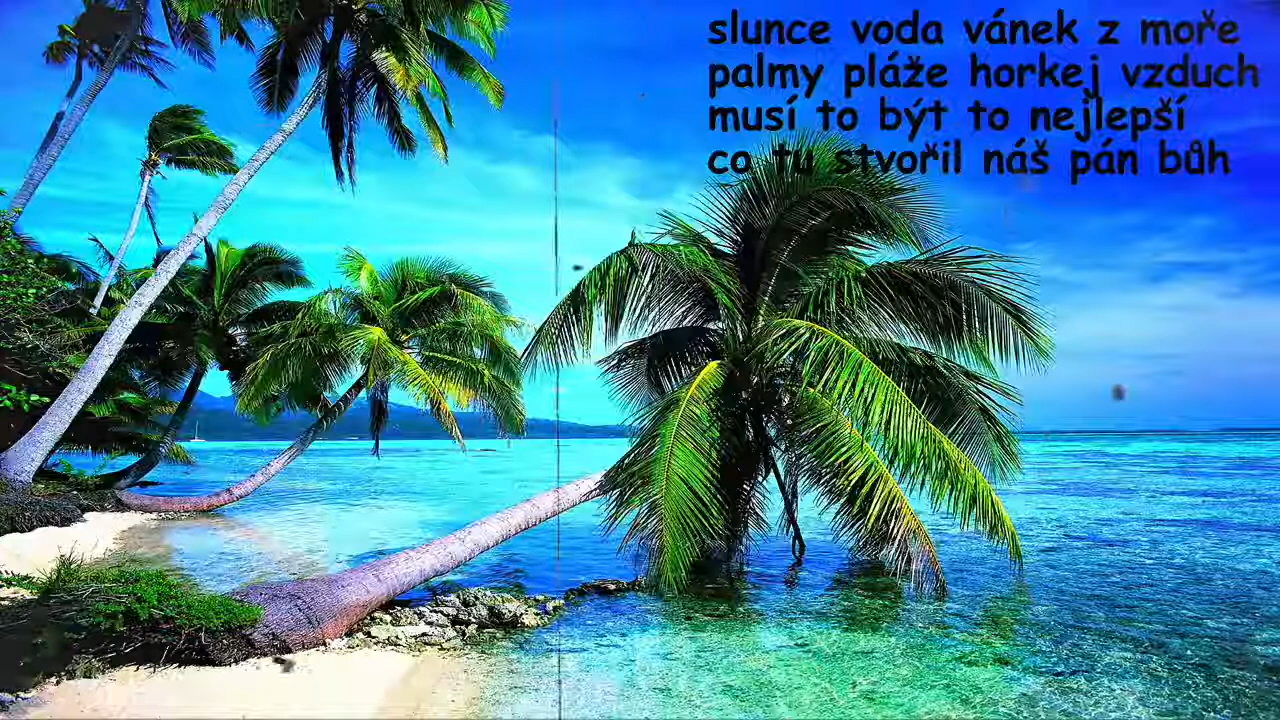 slunce voda vánek z moře
palmy pláže horkej vzduch
musí to být to nejlepší
co tu stvořil náš pán bůh